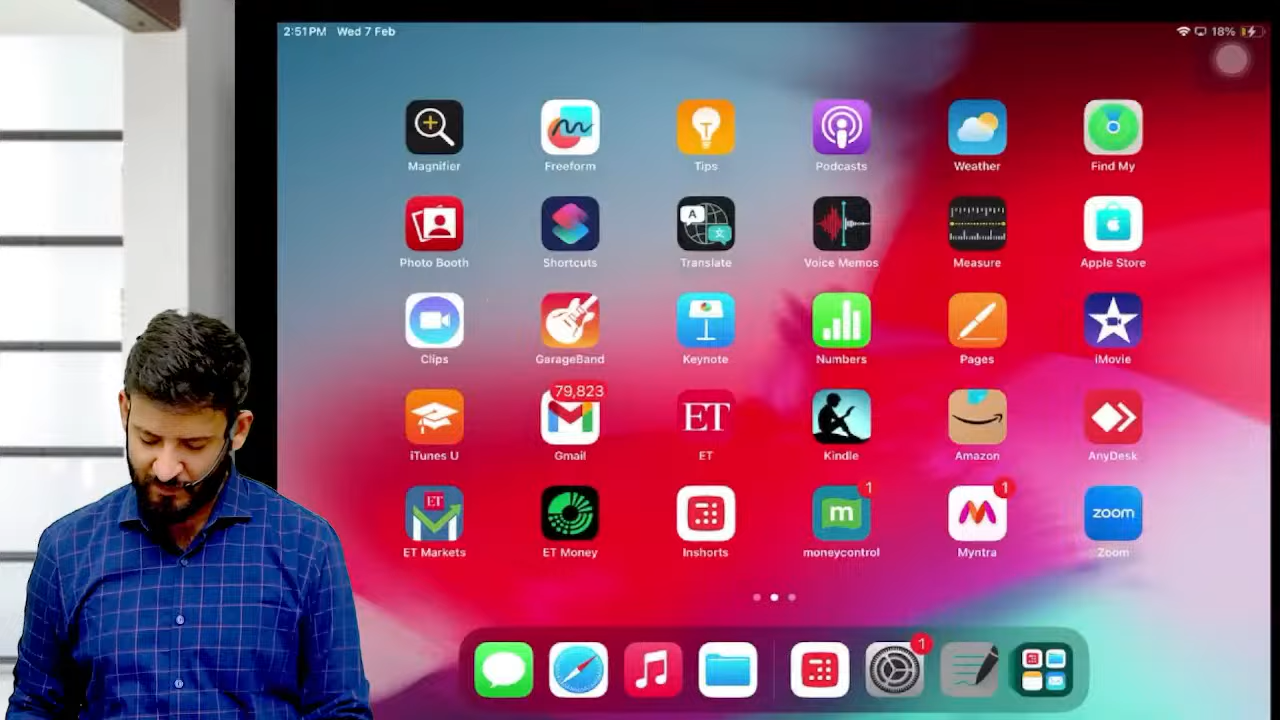 2:51PM Wed 7 Feb
18%
Magnifier
Freeform
Tips
Podcasts
Weather
Find My
A
文
Photo Booth
Shortcuts
Translate
Voice Memos
Measure
Apple Store
Clips
GarageBand
Keynote
Numbers
Pages
iMovie
79,823
ET
iTunes U
Gmail
ET
Kindle
Amazon
AnyDesk
ET
m
1
1
zoom
ET Markets
ET Money
Inshorts
moneycontrol
Myntra
Zoom
1